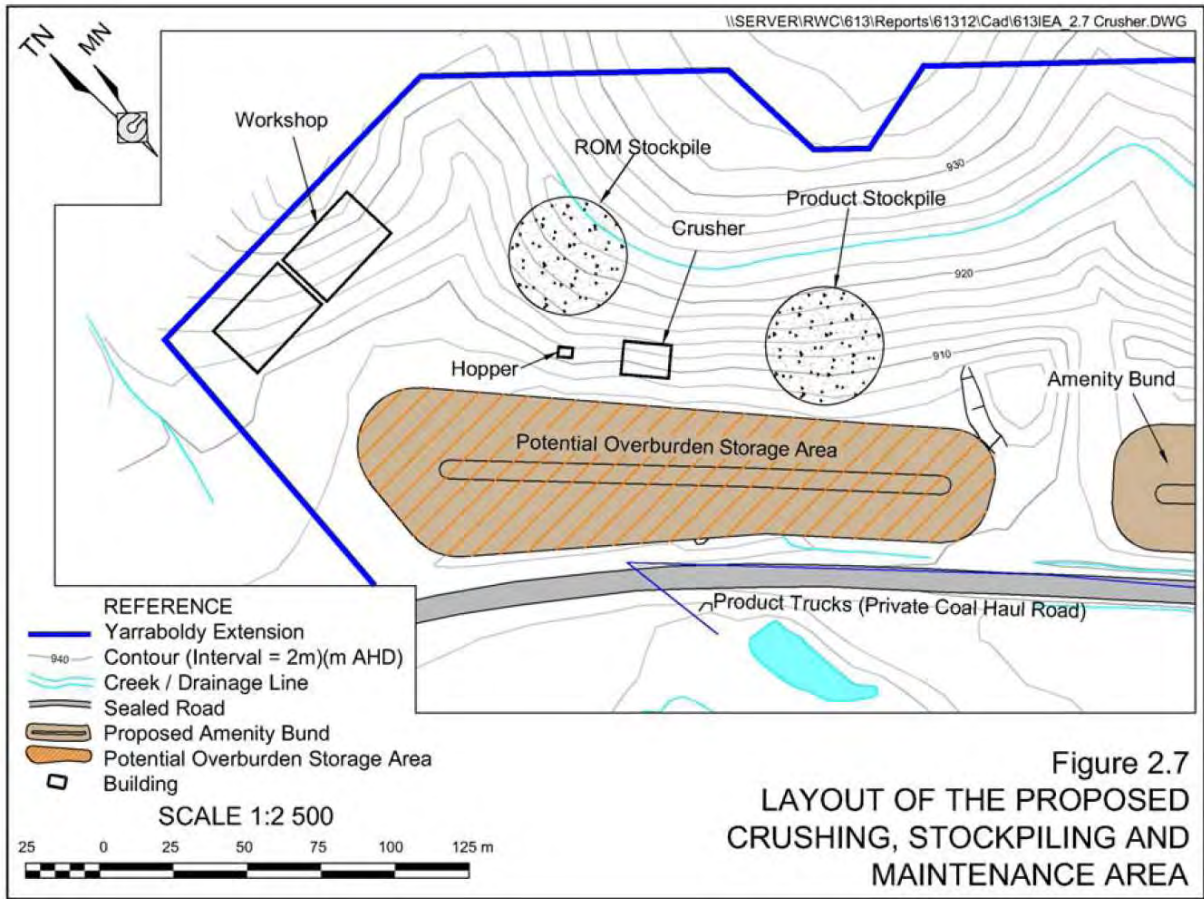 \\SERVER\RWC\613\Reports\61312\Cad\613IEA_2.7 Crusher.DWG
TN
MN
Workshop
ROM Stockpile
930
Product Stockpile
Crusher
920
Hopper
910
Amenity Bund
Potential Overburden Storage Area
Product Trucks (Private Coal Haul Road)
REFERENCE
Yarraboldy Extension
940
Contour (Interval = 2m)(m AHD)
Creek / Drainage Line
Sealed Road
Proposed Amenity Bund
Potential Overburden Storage Area
Building
SCALE 1:2 500
25 0 25 50 75 100 125 m
Figure 2.7
LAYOUT OF THE PROPOSED
CRUSHING, STOCKPILING AND
MAINTENANCE AREA